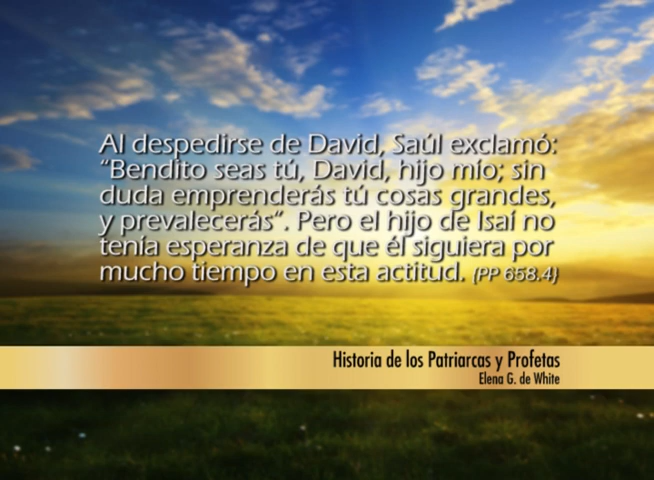 Al despedirse de David, Saúl exclamó:
“Bendito seas tú, David, hijo mío; sin
duda emprenderás tú cosas grandes,
y prevalecerás”. Pero el hijo de Isaí no
tenía esperanza de que él siguiera por
mucho tiempo en esta actitud. (PP 658.4)
Historia de los Patriarcas y Profetas
Elena G. de White